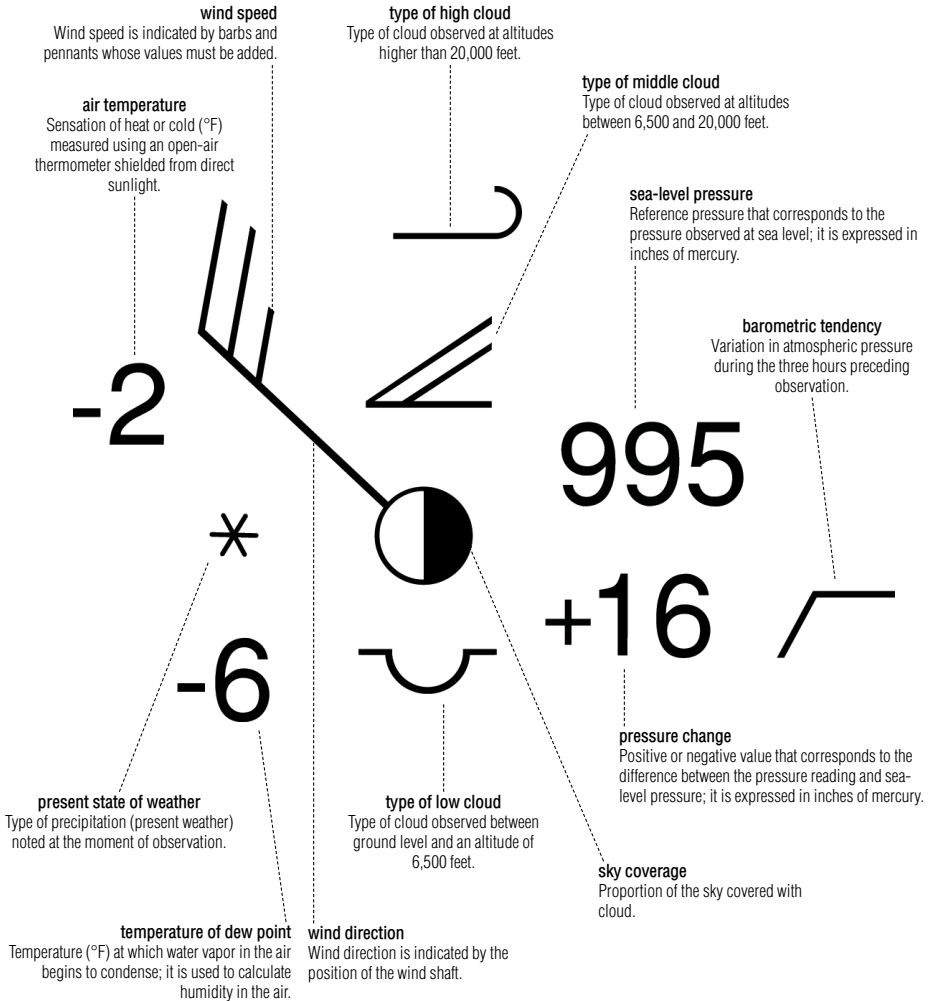 wind speed
Wind speed is indicated by barbs and
pennants whose values must be added.
type of high cloud
Type of cloud observed at altitudes
higher than 20,000 feet.
type of middle cloud
Type of cloud observed at altitudes
between 6,500 and 20,000 feet.
air temperature
Sensation of heat or cold (°F)
measured using an open-air
thermometer shielded from direct
sunlight.
sea-level pressure
Reference pressure that corresponds to the
pressure observed at sea level; it is expressed in
inches of mercury.
barometric tendency
Variation in atmospheric pressure
during the three hours preceding
observation.
-2
995
+16
-6
pressure change
Positive or negative value that corresponds to the
difference between the pressure reading and sea-
level pressure; it is expressed in inches of mercury.
present state of weather
Type of precipitation (present weather)
noted at the moment of observation.
type of low cloud
Type of cloud observed between
ground level and an altitude of
6,500 feet.
sky coverage
Proportion of the sky covered with
cloud.
temperature of dew point
Temperature (°F) at which water vapor in the air
begins to condense; it is used to calculate
humidity in the air.
wind direction
Wind direction is indicated by the
position of the wind shaft.